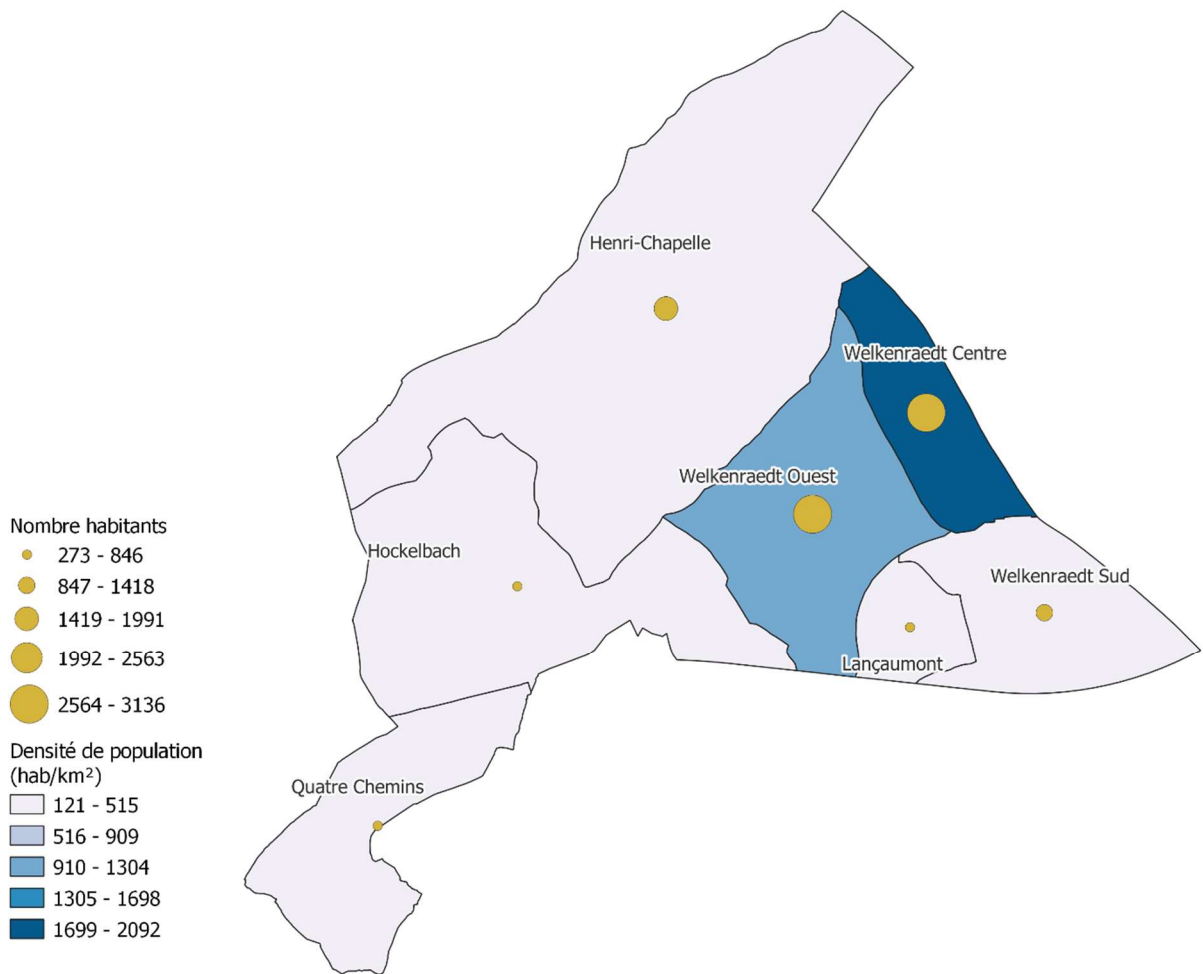 Henri-Chapelle
Welkenraedt Centre
Welkenraedt Ouest
Hockelbach
Welkenraedt Sud
Lançaumont
Quatre Chemins
Nombre habitants
273 - 846
847 - 1418
1419 - 1991
1992 - 2563
2564 - 3136
Densité de population
(hab/km²)
121 - 515
516 - 909
910 - 1304
1305 - 1698
1699 - 2092